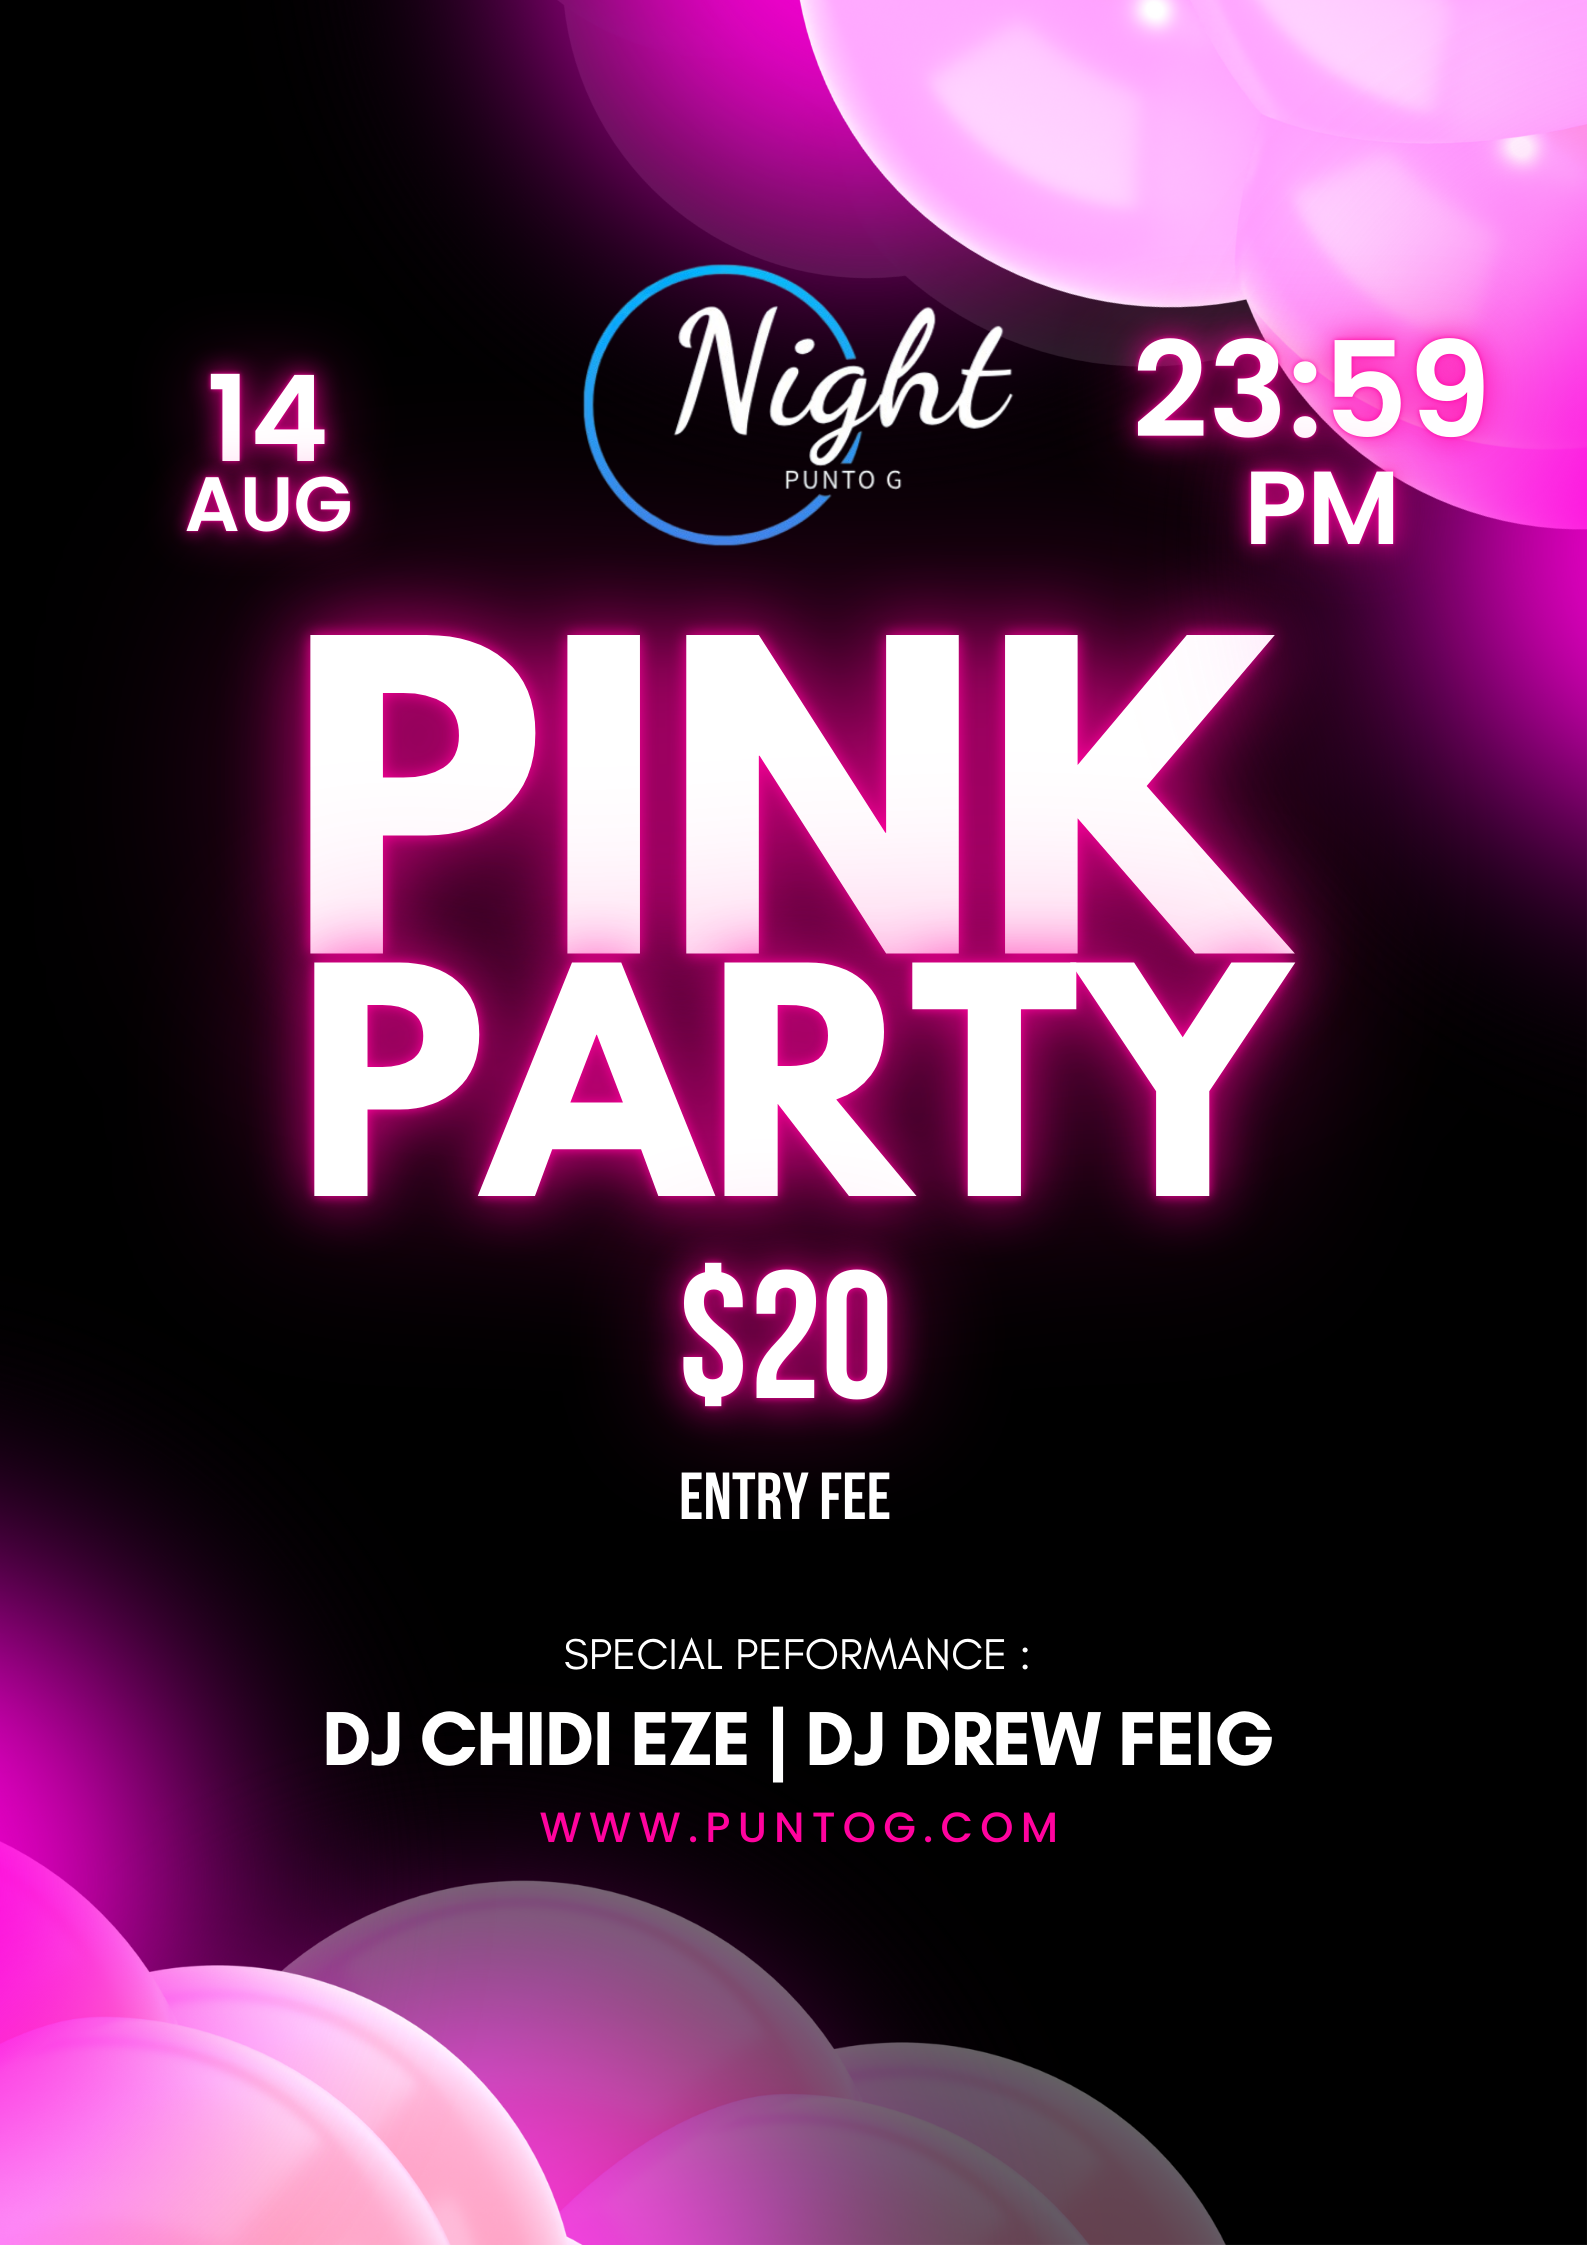 Night
PUNTO G
14
AUG
23:59
PM
PINK
PARTY
$20
ENTRY FEE
SPECIAL PEFORMANCE :
DJ CHIDI EZE | DJ DREW FEIG
WWW.PUNTOG.COM